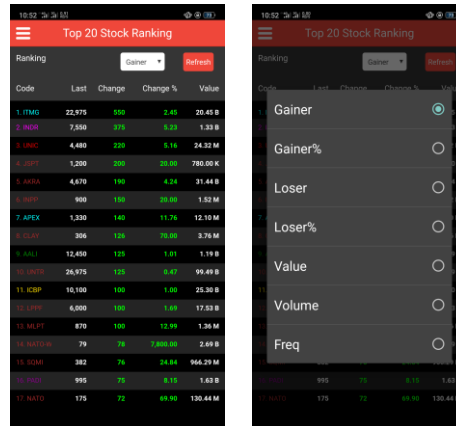 10:52
Top 20 Stock Ranking
Ranking Gainer Refresh
Code Last Change Change % Value
1. ITMG 22,975 550 2.45 20.45 B
2. INDR 7,550 375 5.23 1.33 B
3. UNIC 4,480 220 5.16 24.32 M
4. JSPT 1,200 200 20.00 780.00 K
5. AKRA 4,670 190 4.24 31.44 B
6. INPP 900 150 20.00 1.52 M
7. APEX 1,330 140 11.76 12.10 M
8. CLAY 306 126 70.00 3.76 M
9. AALI 12,450 125 1.01 1.19 B
10. UNTR 26,975 125 0.47 99.49 B
11. ICBP 10,100 100 1.00 25.30 B
12. LPPF 6,000 100 1.69 17.53 B
13. MLPT 870 100 12.99 1.36 M
14. NATO-W 79 78 7,800.00 2.69 B
15. SQMI 382 76 24.84 966.29 M
995 75 8.15 1.63 B
17. NATO 175 72 69.90 130.44 M
10:52
Top 20 Stock Ranking
Ranking Gainer Refresh
Code Last Change Change %
Gainer
Gainer%
Loser
Loser%
Value
Volume
Freq
995 75 8.15 1.63
17. NATO 175 72 69.90 130.44